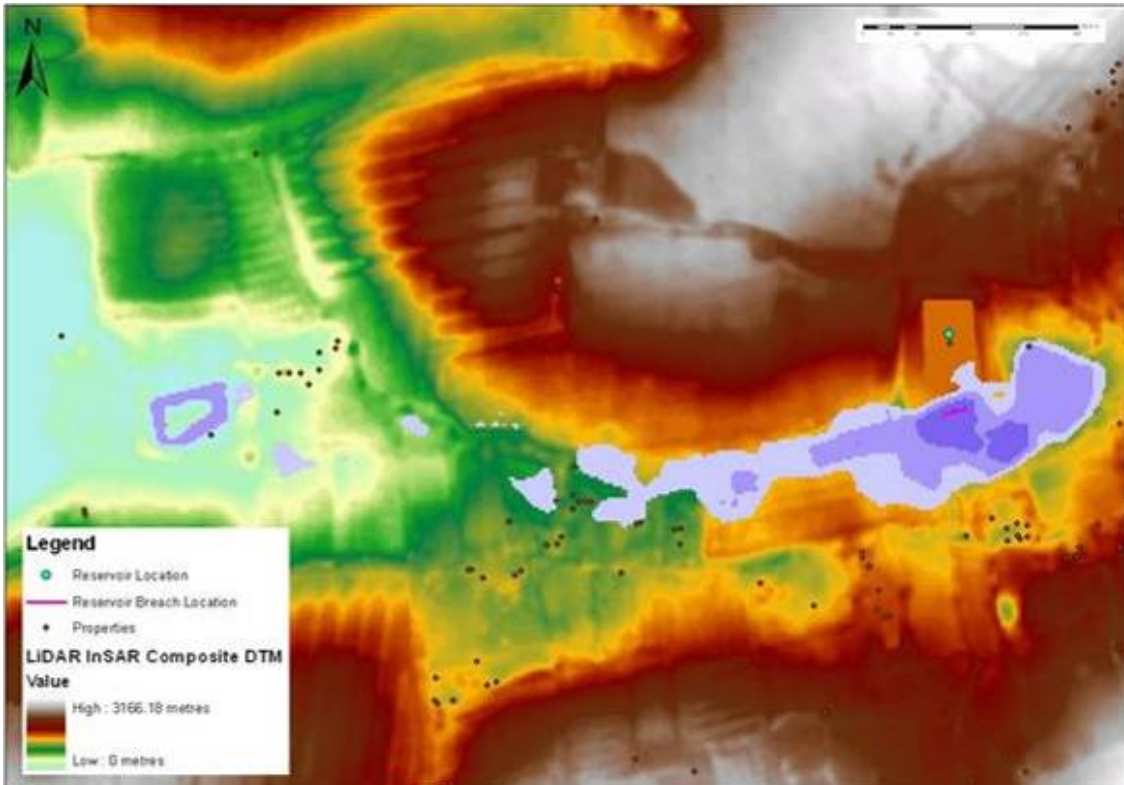 N
Legend
Reservoir Location
Reservoir Breach Location
Properties
LiDAR InSAR Composite DTM
Value
High : 3166.18 metres
Low : 0 metres